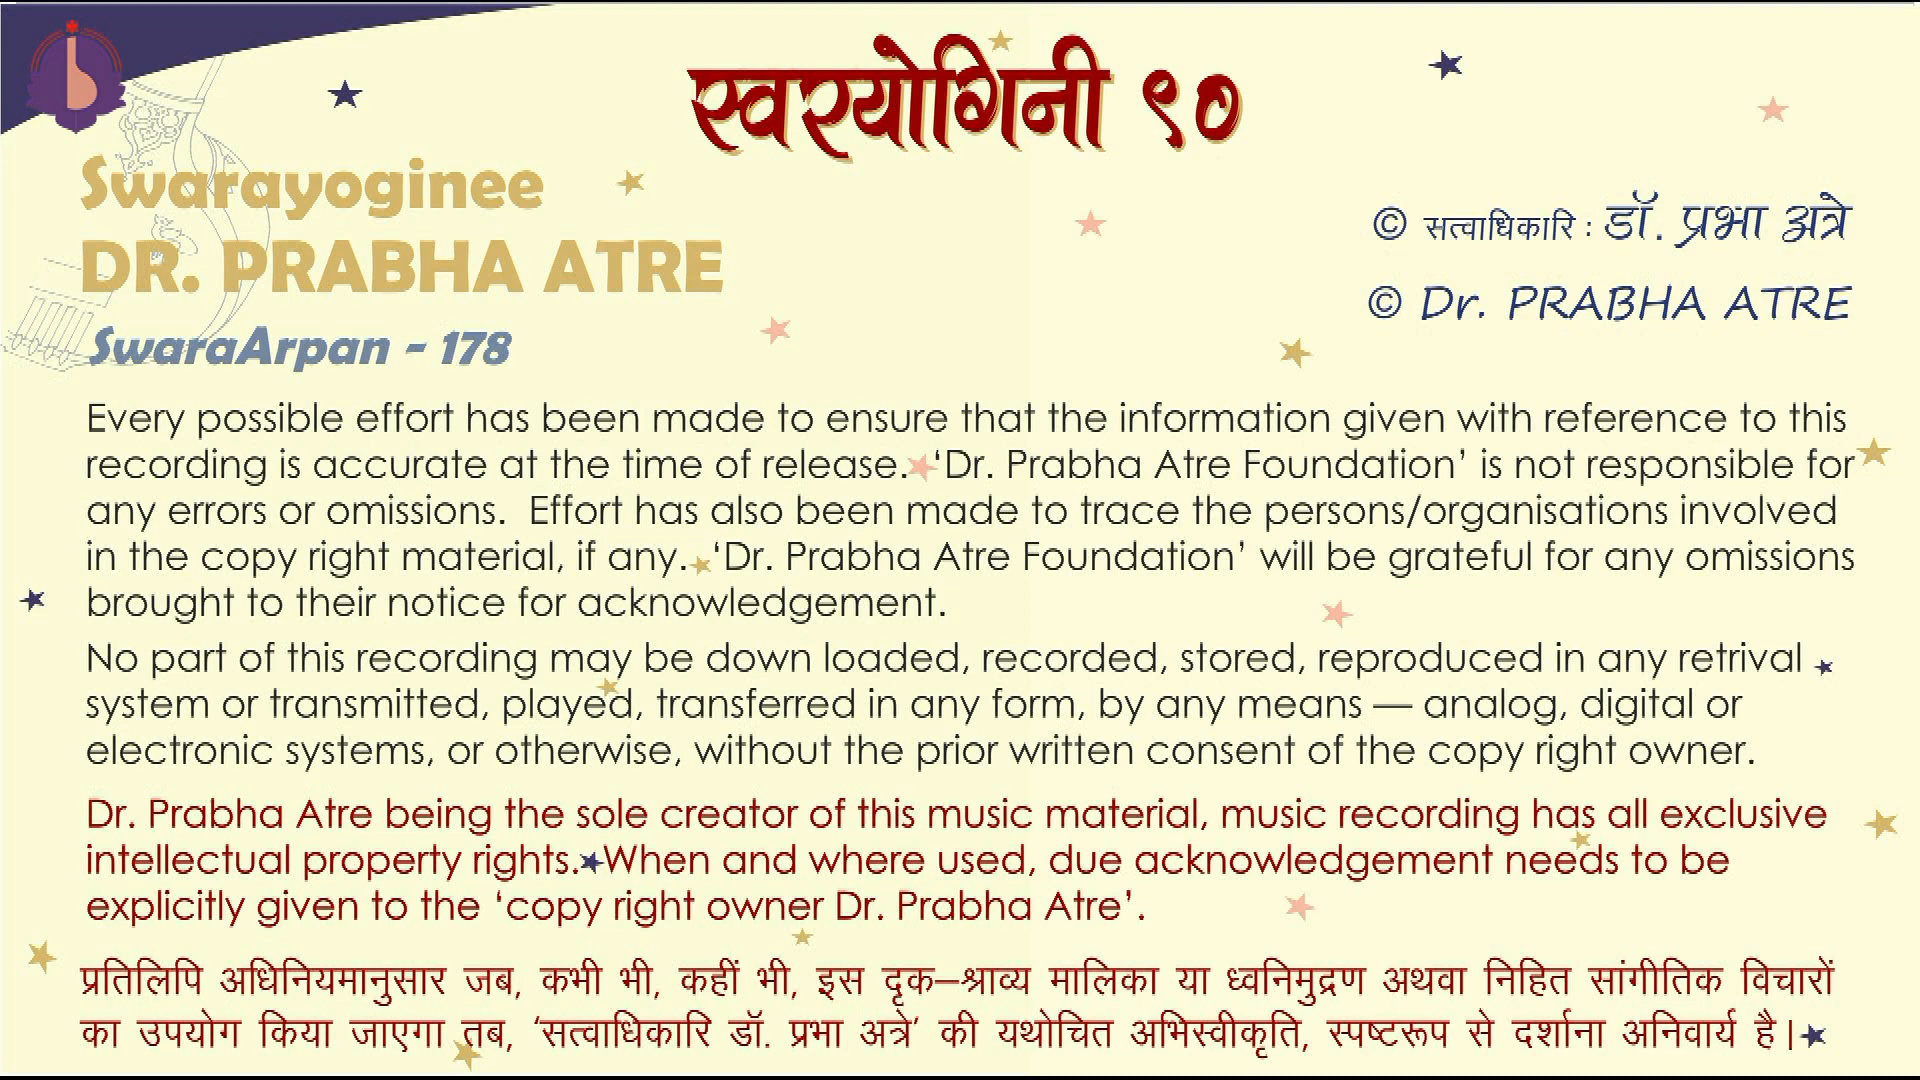 स्वरयोगिनी ९०
Swarayoginee
DR. PRABHA ATRE
SwaraArpan - 178
© सत्वाधिकारि : डॉ. प्रभा अत्रे
© Dr. PRABHA ATRE
Every possible effort has been made to ensure that the information given with reference to this
recording is accurate at the time of release. ‘Dr. Prabha Atre Foundation’ is not responsible for
any errors or omissions.  Effort has also been made to trace the persons/organisations involved
in the copy right material, if any. ‘Dr. Prabha Atre Foundation’ will be grateful for any omissions
brought to their notice for acknowledgement.
No part of this recording may be down loaded, recorded, stored, reproduced in any retrival
system or transmitted, played, transferred in any form, by any means — analog, digital or
electronic systems, or otherwise, without the prior written consent of the copy right owner.
Dr. Prabha Atre being the sole creator of this music material, music recording has all exclusive
intellectual property rights. When and where used, due acknowledgement needs to be
explicitly given to the ‘copy right owner Dr. Prabha Atre’.
प्रतिलिपि अधिनियमानुसार जब, कभी भी, कहीं भी, इस दृक–श्राव्य मालिका या ध्वनिमुद्रण अथवा निहित सांगीतिक विचारों
का उपयोग किया जाएगा तब, ‘सत्वाधिकारि डॉ. प्रभा अत्रे’ की यथोचित अभिस्वीकृति, स्पष्टरूप से दर्शाना अनिवार्य है।